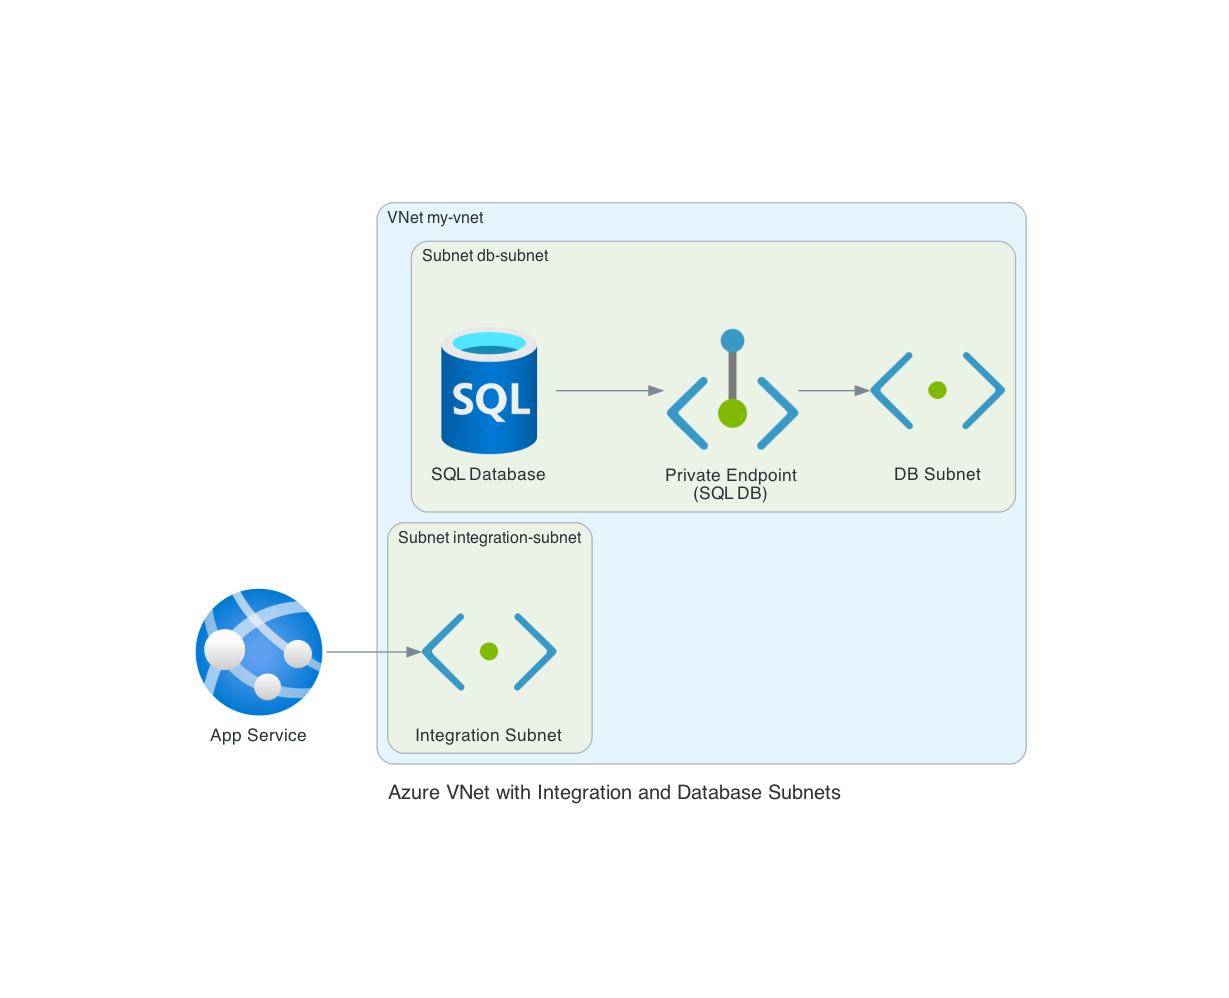 VNet my-vnet
Subnet db-subnet
SQL
SQL Database
Private Endpoint
(SQL DB)
DB Subnet
Subnet integration-subnet
App Service
Integration Subnet
Azure VNet with Integration and Database Subnets